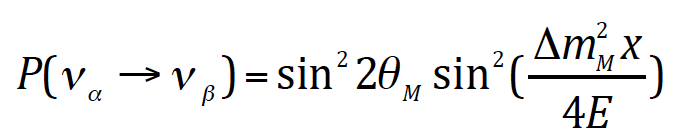 P(ν_α → ν_β) = sin² 2θ_M sin²(Δm²_M x / 4E)